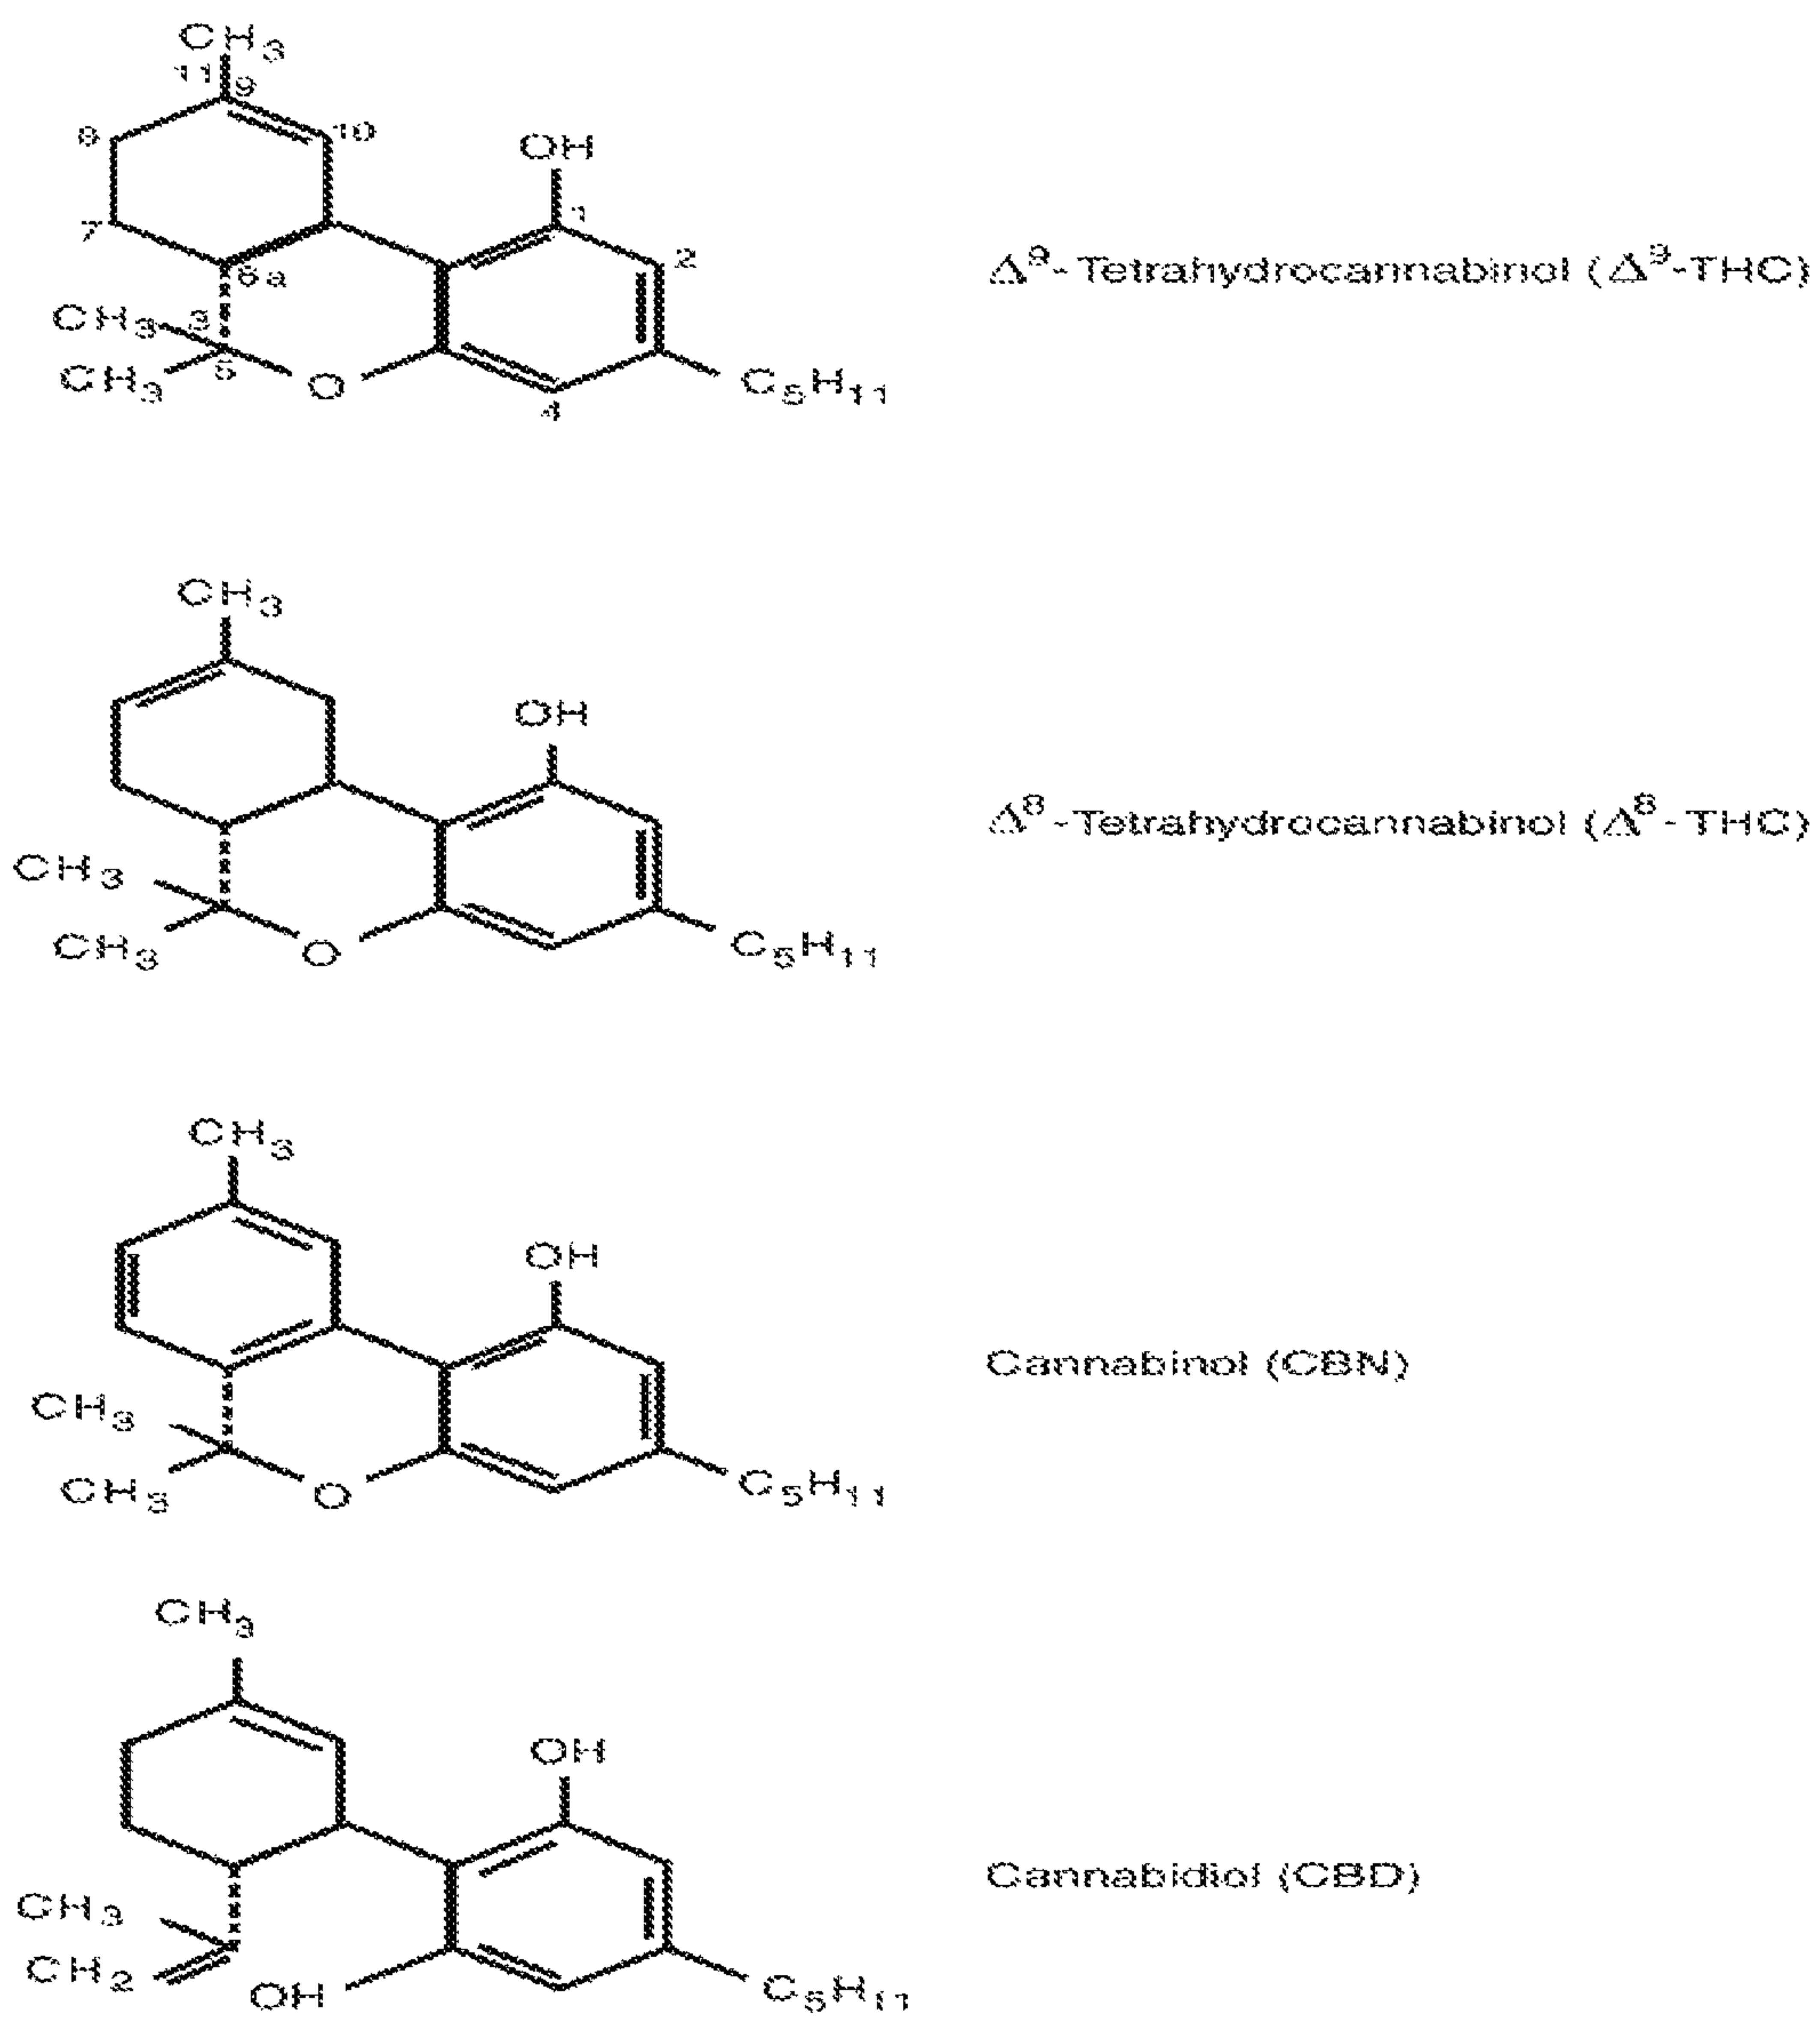 CH3
11
9
8
10
OH
7
1
2
6a
Δ9-Tetrahydrocannabinol (Δ9-THC)
CH3
3
CH3
5
O
4
C5H11
CH3
OH
Δ8-Tetrahydrocannabinol (Δ8-THC)
CH3
CH3
O
C5H11
CH3
OH
Cannabinol (CBN)
CH3
CH3
O
C5H11
CH3
OH
Cannabidiol (CBD)
CH3
CH2
OH
C5H11